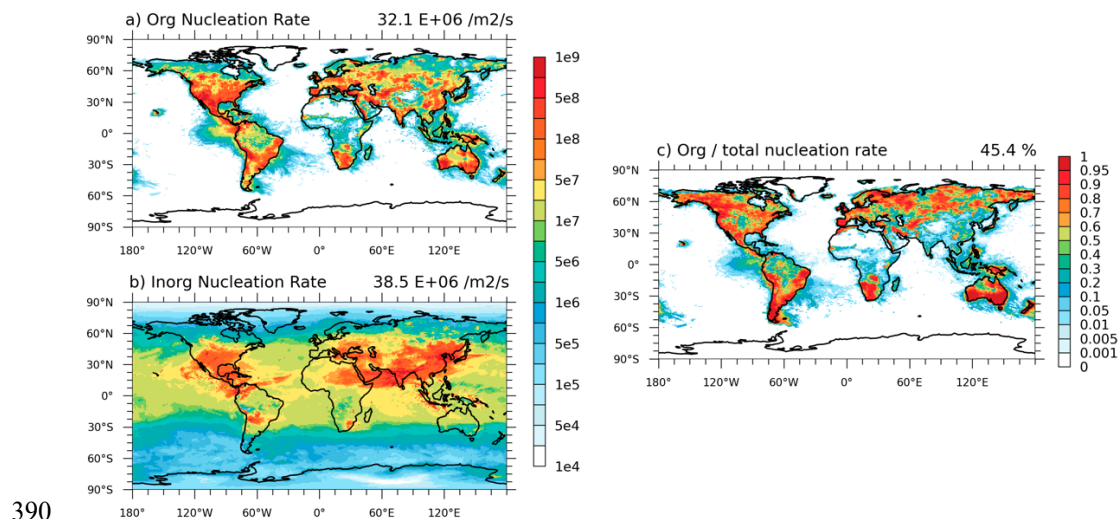 a) Org Nucleation Rate 32.1 E+06 /m2/s
90°N
60°N
30°N
0°
30°S
60°S
90°S
180° 120°W 60°W 0° 60°E 120°E
b) Inorg Nucleation Rate 38.5 E+06 /m2/s
90°N
60°N
30°N
0°
30°S
60°S
90°S
180° 120°W 60°W 0° 60°E 120°E
1e9
5e8
1e8
5e7
1e7
5e6
1e6
5e5
1e5
5e4
1e4
c) Org / total nucleation rate 45.4 %
90°N
60°N
30°N
0°
30°S
60°S
90°S
180° 120°W 60°W 0° 60°E 120°E
1
0.95
0.9
0.8
0.7
0.6
0.5
0.4
0.3
0.2
0.1
0.05
0.01
0.005
0.001
0
390